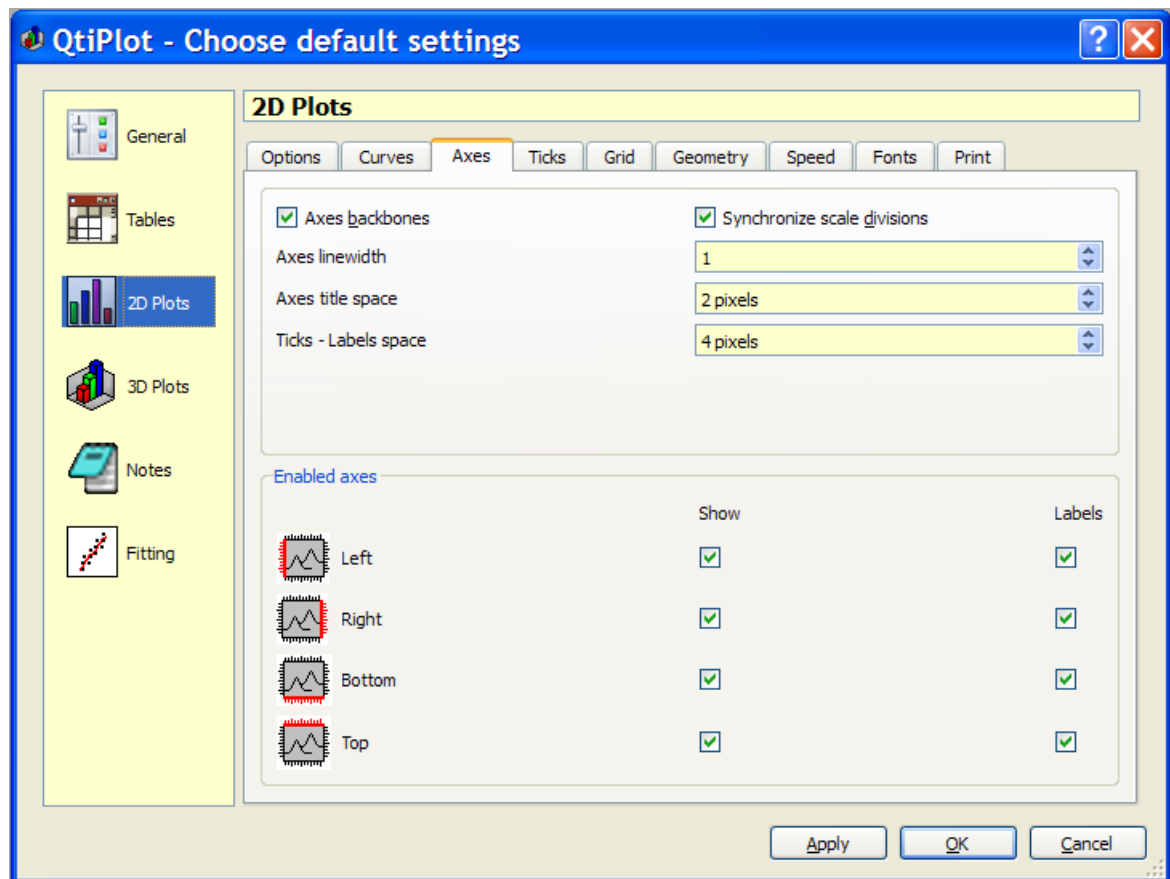 QtiPlot - Choose default settings
?
General
Tables
2D Plots
3D Plots
Notes
Fitting
2D Plots
Options Curves Axes Ticks Grid Geometry Speed Fonts Print
Axes backbones Synchronize scale divisions
Axes linewidth 1
Axes title space 2 pixels
Ticks - Labels space 4 pixels
Enabled axes
Show Labels
Left
Right
Bottom
Top
Apply OK Cancel